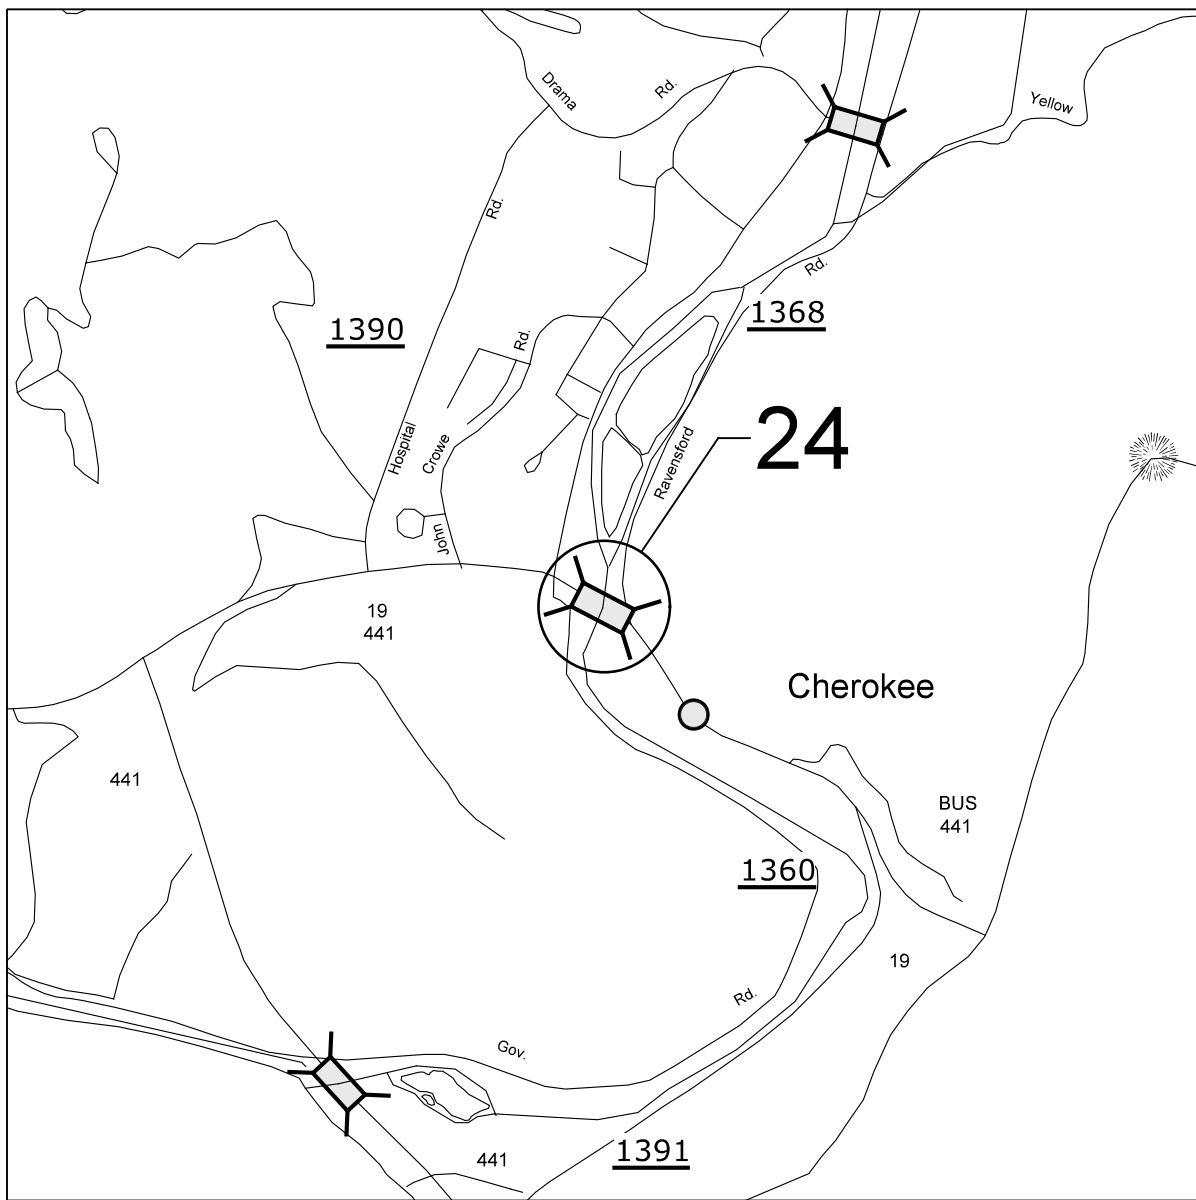 Drama
Rd.
Yellow
Rd.
Rd.
1368
1390
Rd.
24
Hospital
Crowe
Ravensford
John
19
441
Cherokee
441
BUS
441
1360
19
Rd.
Gov.
1391
441